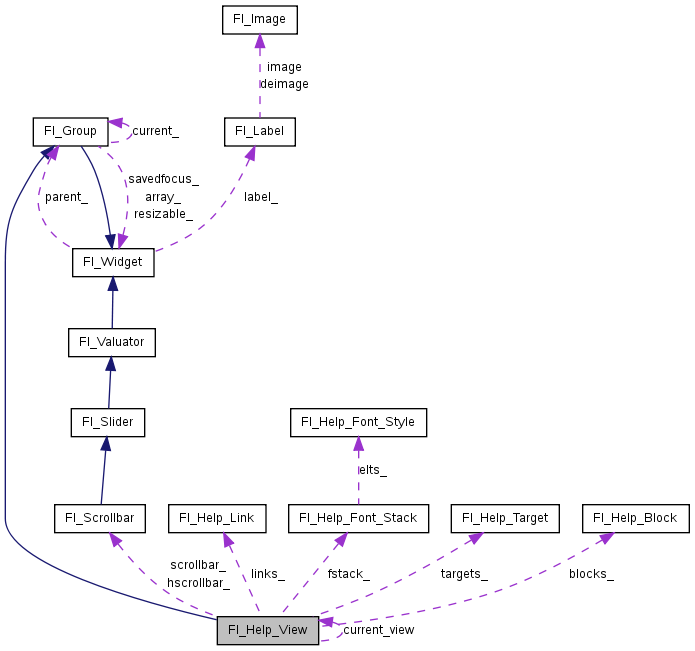 Fl_Image
image
deimage
Fl_Group
current_
Fl_Label
savedfocus_
array_
resizable_
parent_
label_
Fl_Widget
Fl_Valuator
Fl_Slider
Fl_Help_Font_Style
elts_
Fl_Scrollbar
Fl_Help_Link
Fl_Help_Font_Stack
Fl_Help_Target
Fl_Help_Block
scrollbar_
hscrollbar_
links_
fstack_
targets_
blocks_
Fl_Help_View
current_view